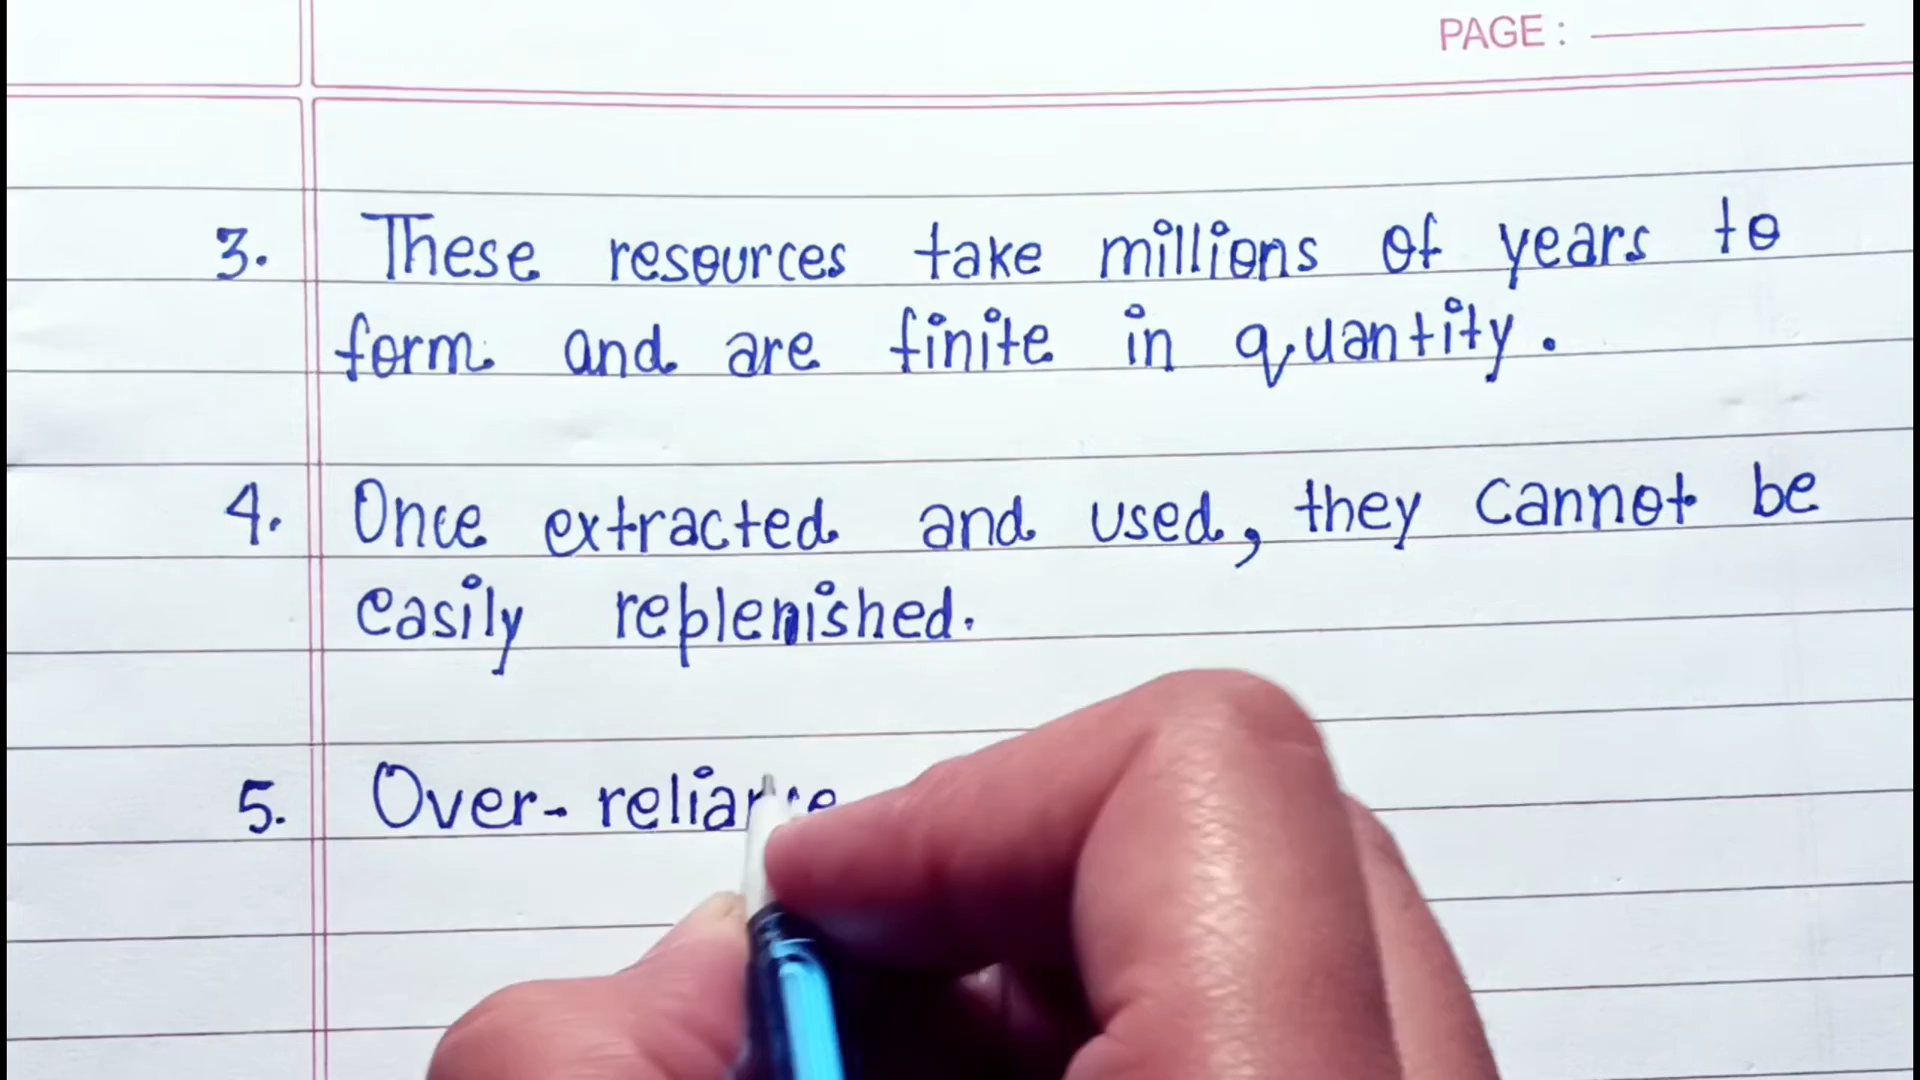 PAGE :
3. These resources take millions of years to
form and are finite in quantity.
4. Once extracted and used, they cannot be
easily replenished.
5. Over-reliance